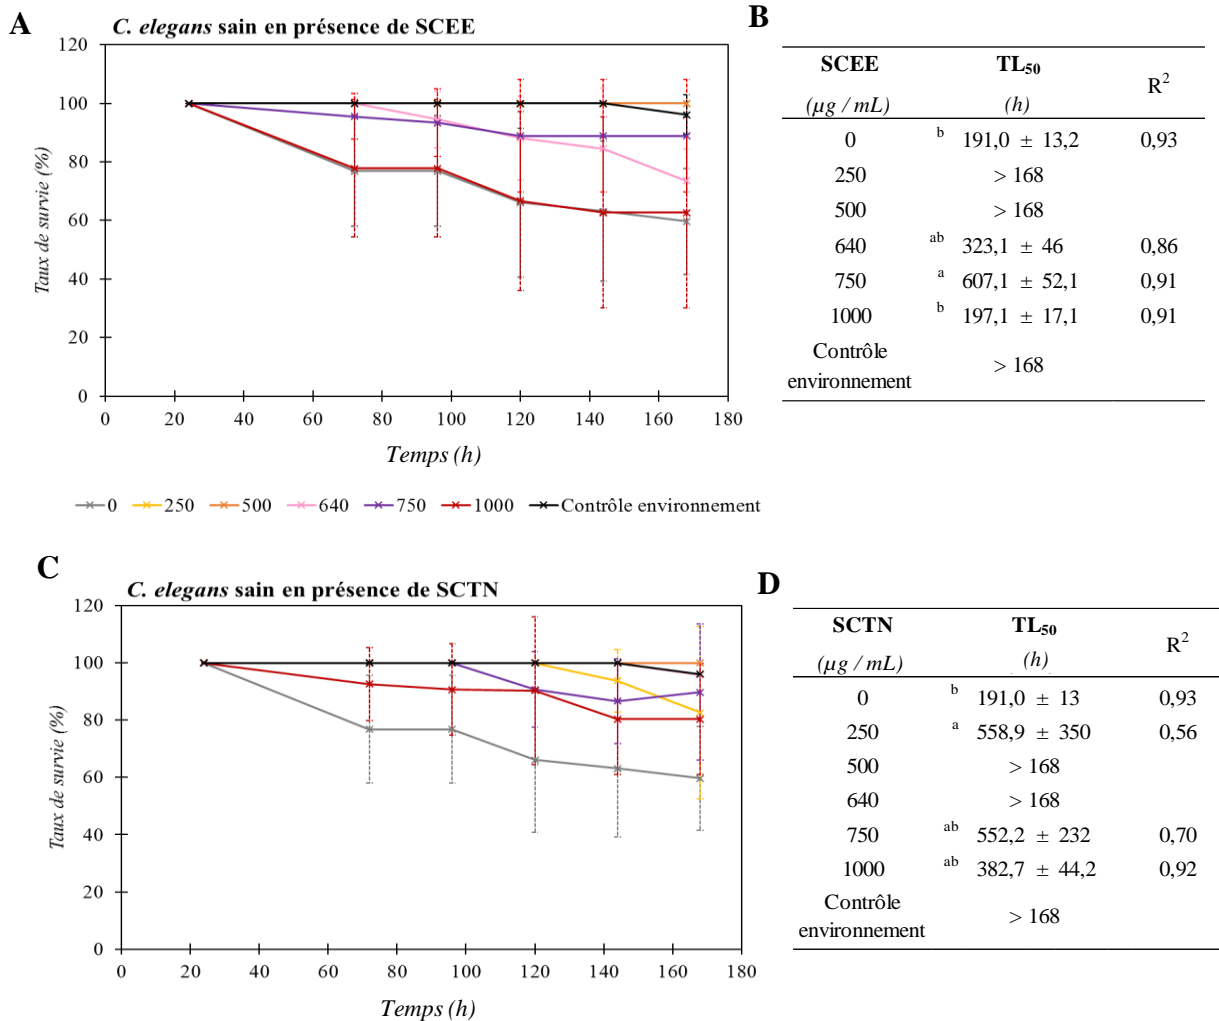 A
C. elegans sain en présence de SCEE
120
100
80
60
40
20
0
Taux de survie (%)
0 20 40 60 80 100 120 140 160 180
Temps (h)
0 250 500 640 750 1000 Contrôle environnement
B
SCEE TL50 R2
(µg / mL) (h)
0 b 191,0 ± 13,2 0,93
250 > 168
500 > 168
640 ab 323,1 ± 46 0,86
750 a 607,1 ± 52,1 0,91
1000 b 197,1 ± 17,1 0,91
Contrôle
environnement > 168
C
C. elegans sain en présence de SCTN
120
100
80
60
40
20
0
Taux de survie (%)
0 20 40 60 80 100 120 140 160 180
Temps (h)
D
SCTN TL50 R2
(µg / mL) (h)
0 b 191,0 ± 13 0,93
250 a 558,9 ± 350 0,56
500 > 168
640 > 168
750 ab 552,2 ± 232 0,70
1000 ab 382,7 ± 44,2 0,92
Contrôle
environnement > 168